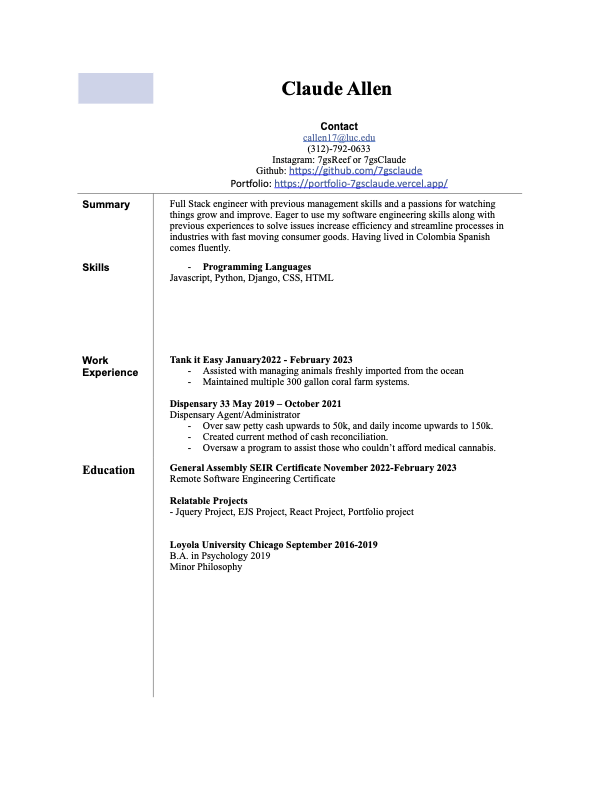 Claude Allen
Contact
callen17@luc.edu
(312)-792-0633
Instagram: 7gsReef or 7gsClaude
Github: https://github.com/7gsclaude
Portfolio: https://portfolio-7gsclaude.vercel.app/
Summary
Full Stack engineer with previous management skills and a passions for watching
things grow and improve. Eager to use my software engineering skills along with
previous experiences to solve issues increase efficiency and streamline processes in
industries with fast moving consumer goods. Having lived in Colombia Spanish
comes fluently.
Skills
- Programming Languages
Javascript, Python, Django, CSS, HTML
Work
Experience
Tank it Easy January2022 - February 2023
- Assisted with managing animals freshly imported from the ocean
- Maintained multiple 300 gallon coral farm systems.
Dispensary 33 May 2019 – October 2021
Dispensary Agent/Administrator
- Over saw petty cash upwards to 50k, and daily income upwards to 150k.
- Created current method of cash reconciliation.
- Oversaw a program to assist those who couldn’t afford medical cannabis.
Education
General Assembly SEIR Certificate November 2022-February 2023
Remote Software Engineering Certificate
Relatable Projects
- Jquery Project, EJS Project, React Project, Portfolio project
Loyola University Chicago September 2016-2019
B.A. in Psychology 2019
Minor Philosophy